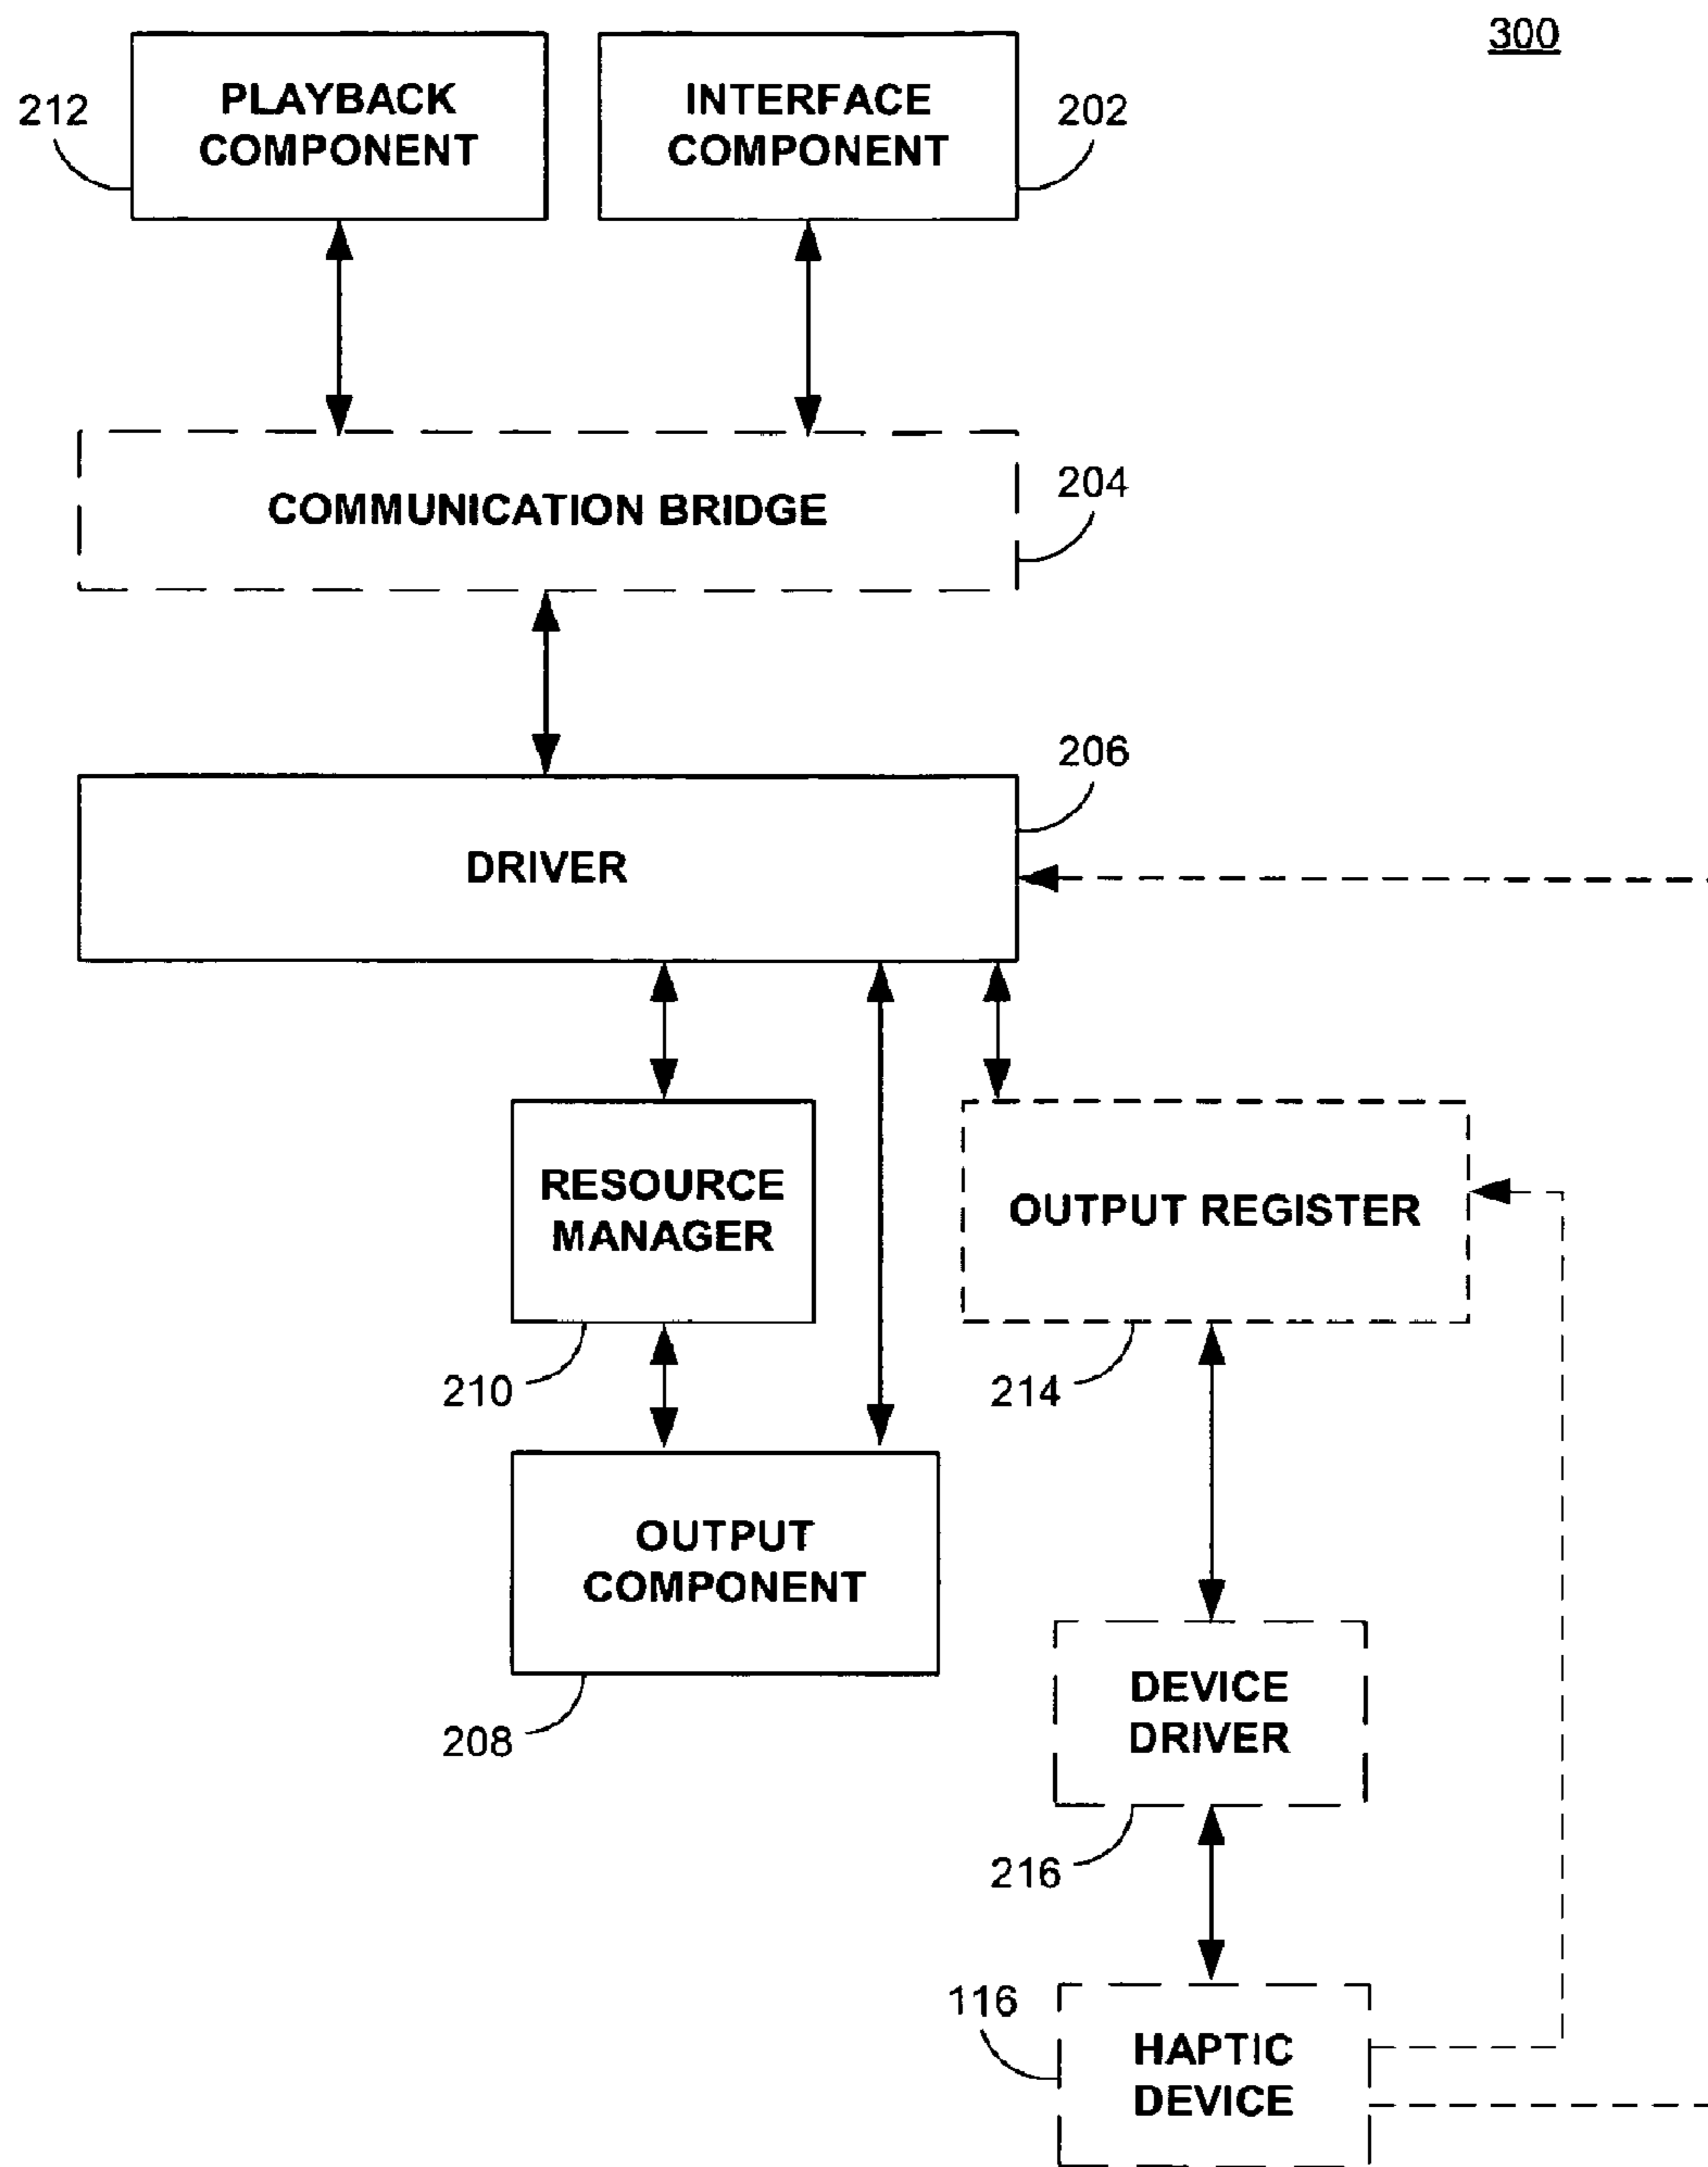 300
212
PLAYBACK
COMPONENT
INTERFACE
COMPONENT
202
COMMUNICATION BRIDGE
204
206
DRIVER
RESOURCE
MANAGER
OUTPUT REGISTER
210
214
OUTPUT
COMPONENT
208
DEVICE
DRIVER
216
116
HAPTIC
DEVICE